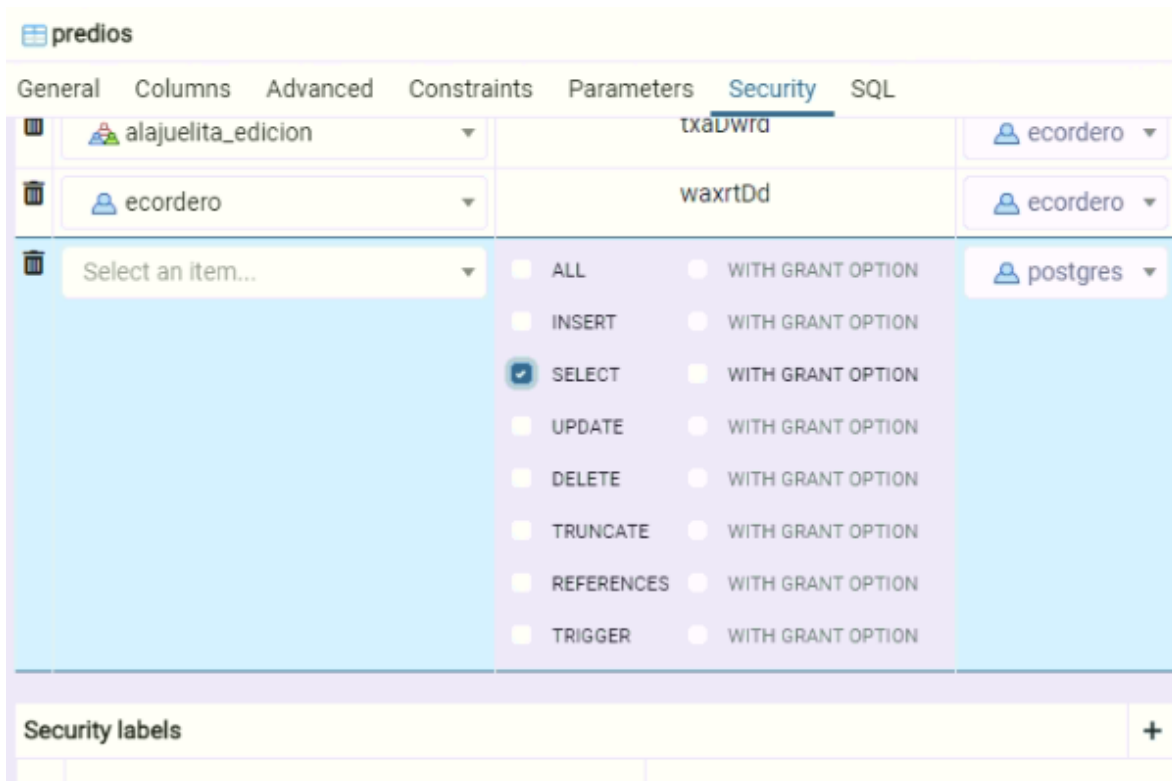 predios
General Columns Advanced Constraints Parameters Security SQL
alajuelita_edicion txaDwrd ecordero
ecordero waxrtDd ecordero
Select an item... ALL WITH GRANT OPTION postgres
INSERT WITH GRANT OPTION
SELECT WITH GRANT OPTION
UPDATE WITH GRANT OPTION
DELETE WITH GRANT OPTION
TRUNCATE WITH GRANT OPTION
REFERENCES WITH GRANT OPTION
TRIGGER WITH GRANT OPTION
Security labels +